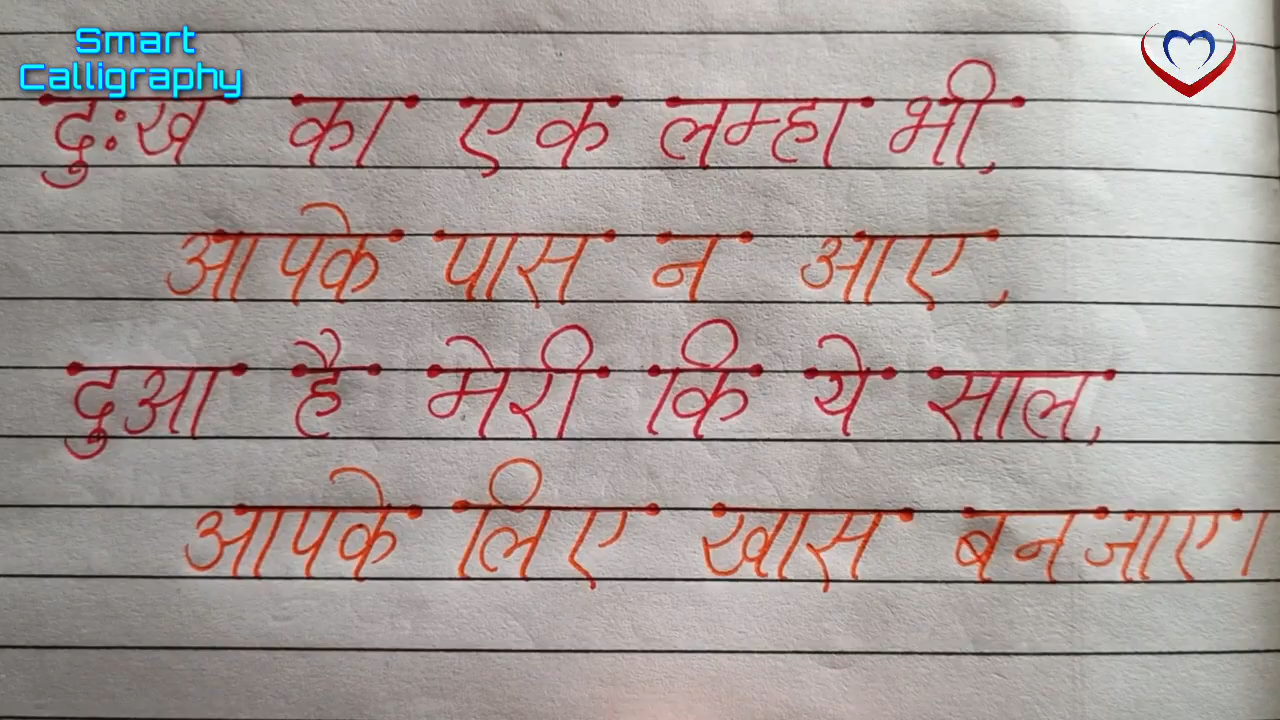 Smart
Calligraphy
दुःख का एक लम्हा भी,
आपके पास न आए,
दुआ है मेरी कि ये साल,
आपके लिए खास बन जाए।